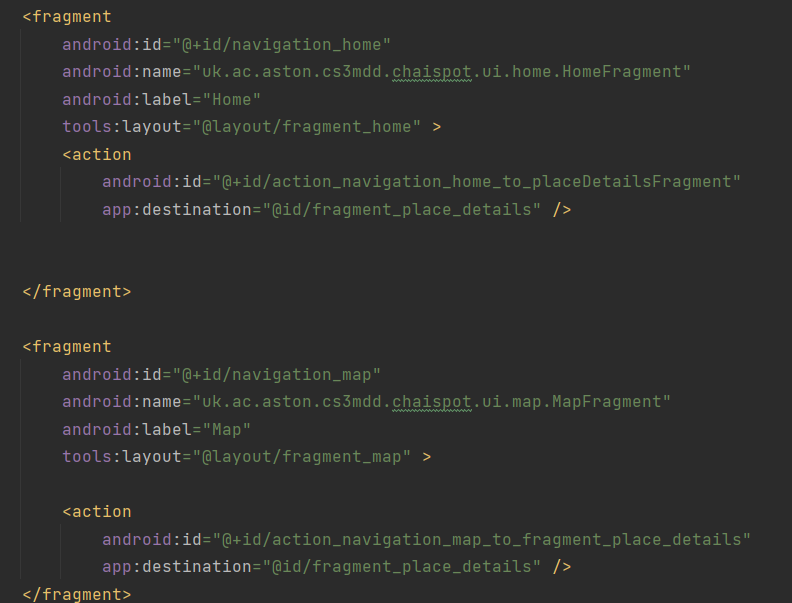 <fragment
android:id="@+id/navigation_home"
android:name="uk.ac.aston.cs3mdd.chaispot.ui.home.HomeFragment"
android:label="Home"
tools:layout="@layout/fragment_home" >
<action
android:id="@+id/action_navigation_home_to_placeDetailsFragment"
app:destination="@id/fragment_place_details" />
</fragment>
<fragment
android:id="@+id/navigation_map"
android:name="uk.ac.aston.cs3mdd.chaispot.ui.map.MapFragment"
android:label="Map"
tools:layout="@layout/fragment_map" >
<action
android:id="@+id/action_navigation_map_to_fragment_place_details"
app:destination="@id/fragment_place_details" />
</fragment>